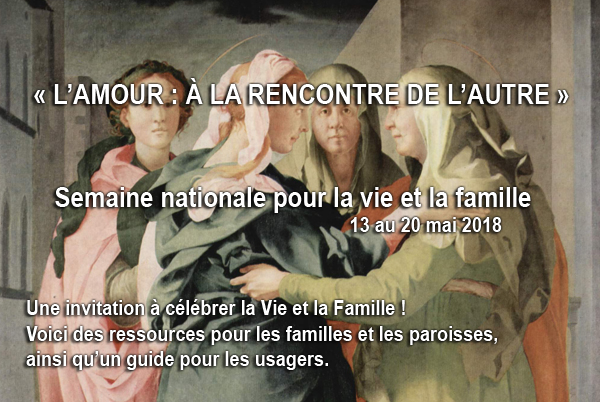 « L’AMOUR : À LA RENCONTRE DE L’AUTRE »
Semaine nationale pour la vie et la famille
13 au 20 mai 2018
Une invitation à célébrer la Vie et la Famille !
Voici des ressources pour les familles et les paroisses,
ainsi qu’un guide pour les usagers.